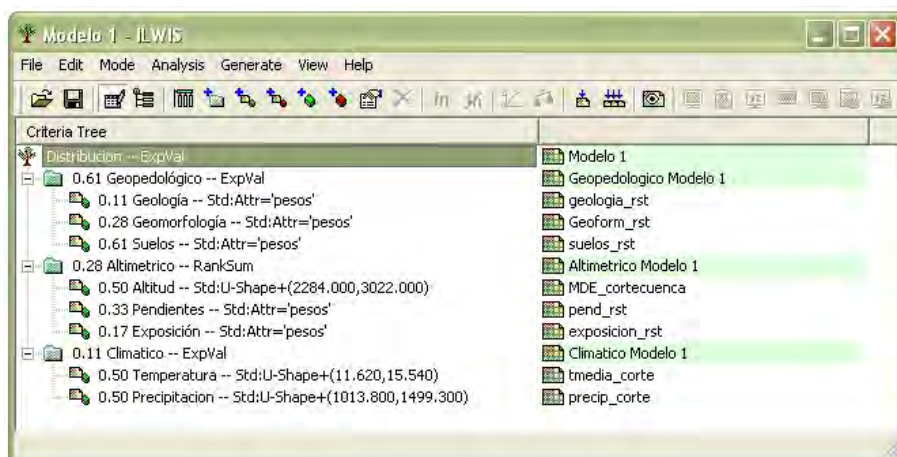 Modelo 1 - ILWIS
File Edit Mode Analysis Generate View Help
Criteria Tree
Distribucion -- ExpVal Modelo 1
0.61 Geopedológico -- ExpVal Geopedologico Modelo 1
0.11 Geología -- Std:Attr='pesos' geologia_rst
0.28 Geomorfología -- Std:Attr='pesos' Geoform_rst
0.61 Suelos -- Std:Attr='pesos' suelos_rst
0.28 Altimetrico -- RankSum Altimetrico Modelo 1
0.50 Altitud -- Std:U-Shape+(2284.000,3022.000) MDE_cortecuenca
0.33 Pendientes -- Std:Attr='pesos' pend_rst
0.17 Exposición -- Std:Attr='pesos' exposicion_rst
0.11 Climatico -- ExpVal Climatico Modelo 1
0.50 Temperatura -- Std:U-Shape+(11.620,15.540) tmedia_corte
0.50 Precipitacion -- Std:U-Shape+(1013.800,1499.300) precip_corte